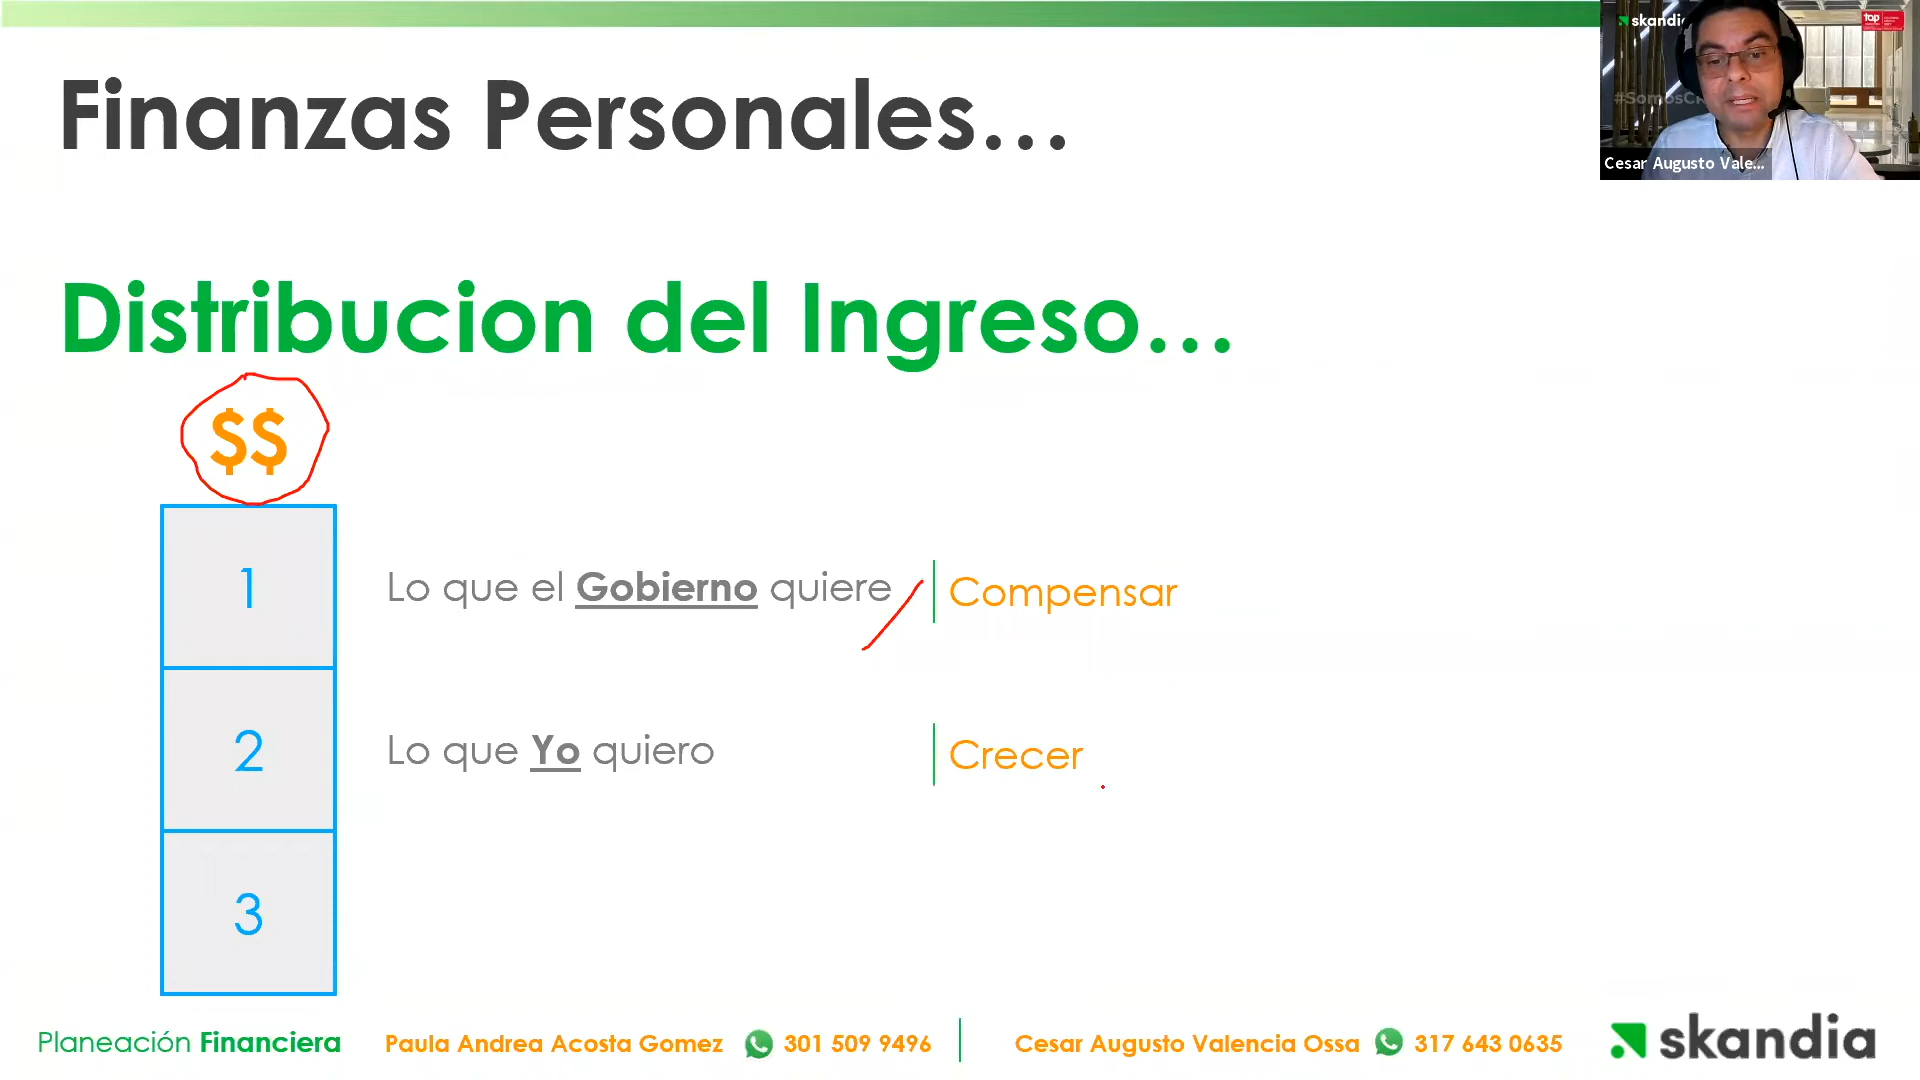 skandia
top
#SomosCr
Cesar Augusto Vale...
Finanzas Personales...
Distribucion del Ingreso...
$$
1
Lo que el Gobierno quiere
Compensar
2
Lo que Yo quiero
Crecer
3
Planeación Financiera
Paula Andrea Acosta Gomez 301 509 9496
Cesar Augusto Valencia Ossa 317 643 0635
skandia